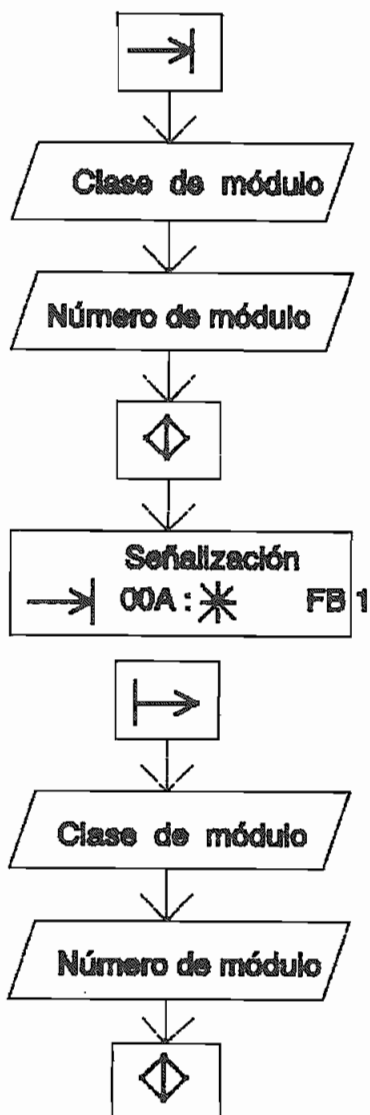 Clase de módulo
Número de módulo
Señalización
00A : FB 1
Clase de módulo
Número de módulo